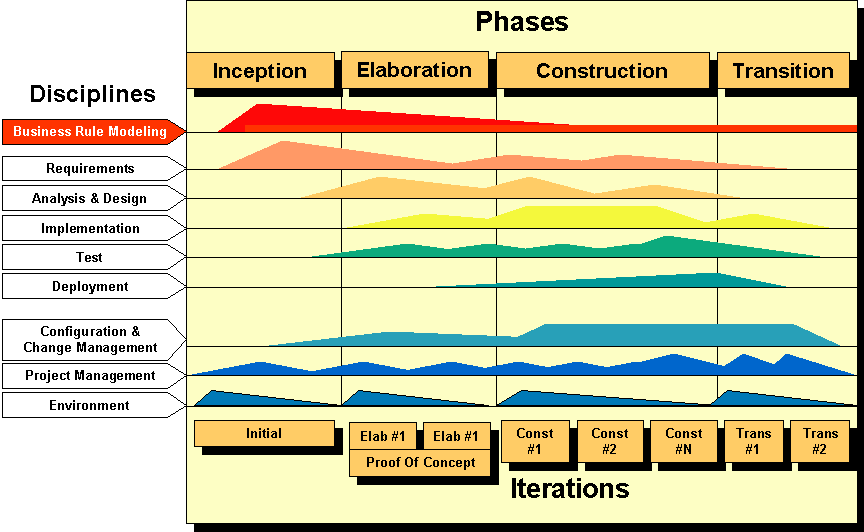 Phases
Inception
Elaboration
Construction
Transition
Disciplines
Business Rule Modeling
Requirements
Analysis & Design
Implementation
Test
Deployment
Configuration &
Change Management
Project Management
Environment
Initial
Elab #1
Elab #1
Proof Of Concept
Const
#1
Const
#2
Const
#N
Trans
#1
Trans
#2
Iterations